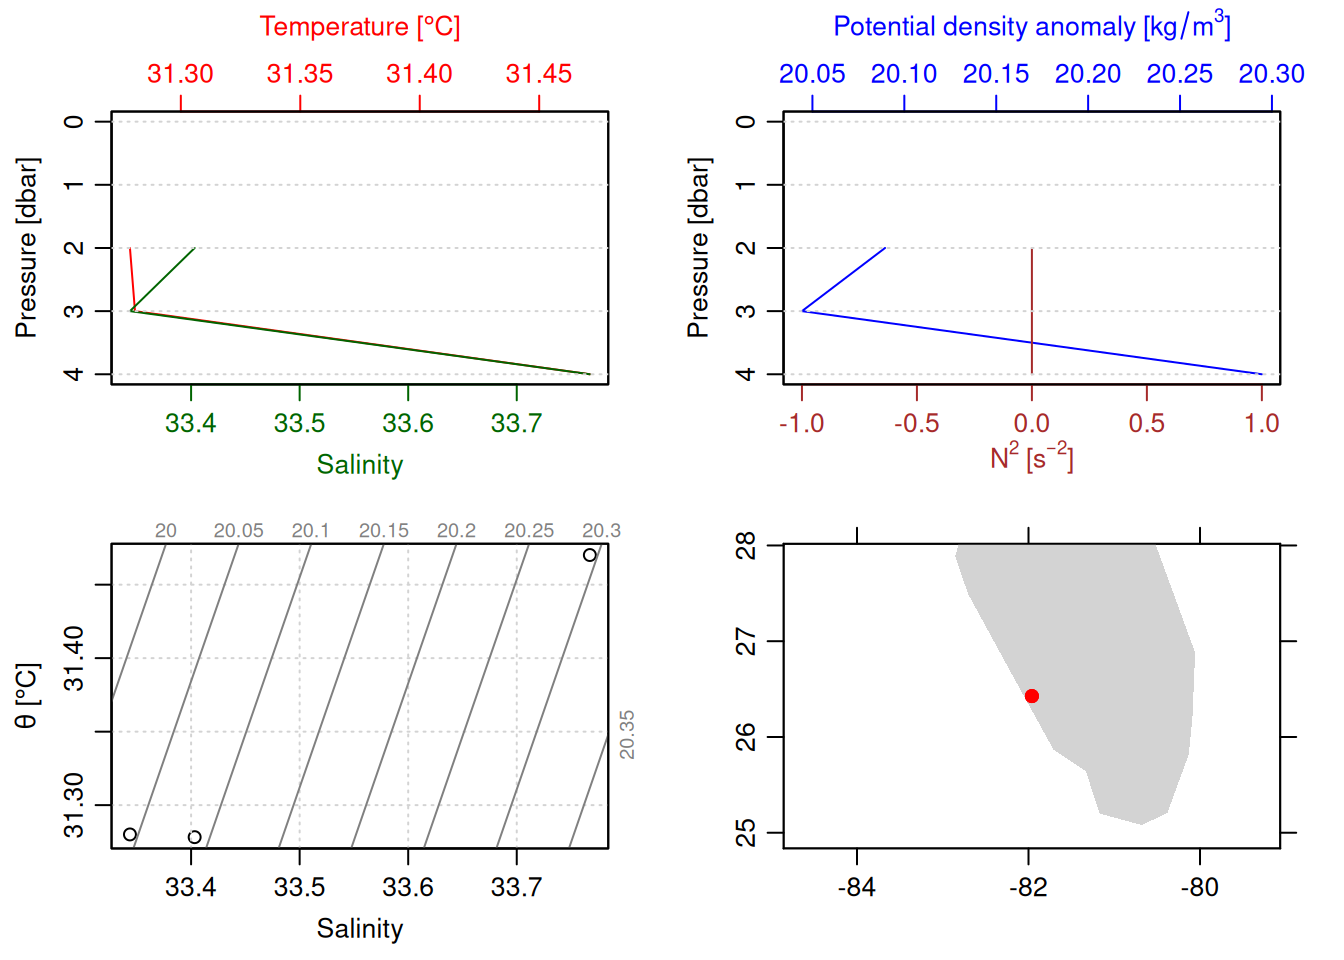 Temperature [°C]
31.30 31.35 31.40 31.45
0
1
2
3
4
Pressure [dbar]
33.4 33.5 33.6 33.7
Salinity
Potential density anomaly [kg/m³]
20.05 20.10 20.15 20.20 20.25 20.30
0
1
2
3
4
Pressure [dbar]
-1.0 -0.5 0.0 0.5 1.0
N² [s⁻²]
20 20.05 20.1 20.15 20.2 20.25 20.3
20.35
31.40
31.30
θ [°C]
33.4 33.5 33.6 33.7
Salinity
28
27
26
25
-84 -82 -80